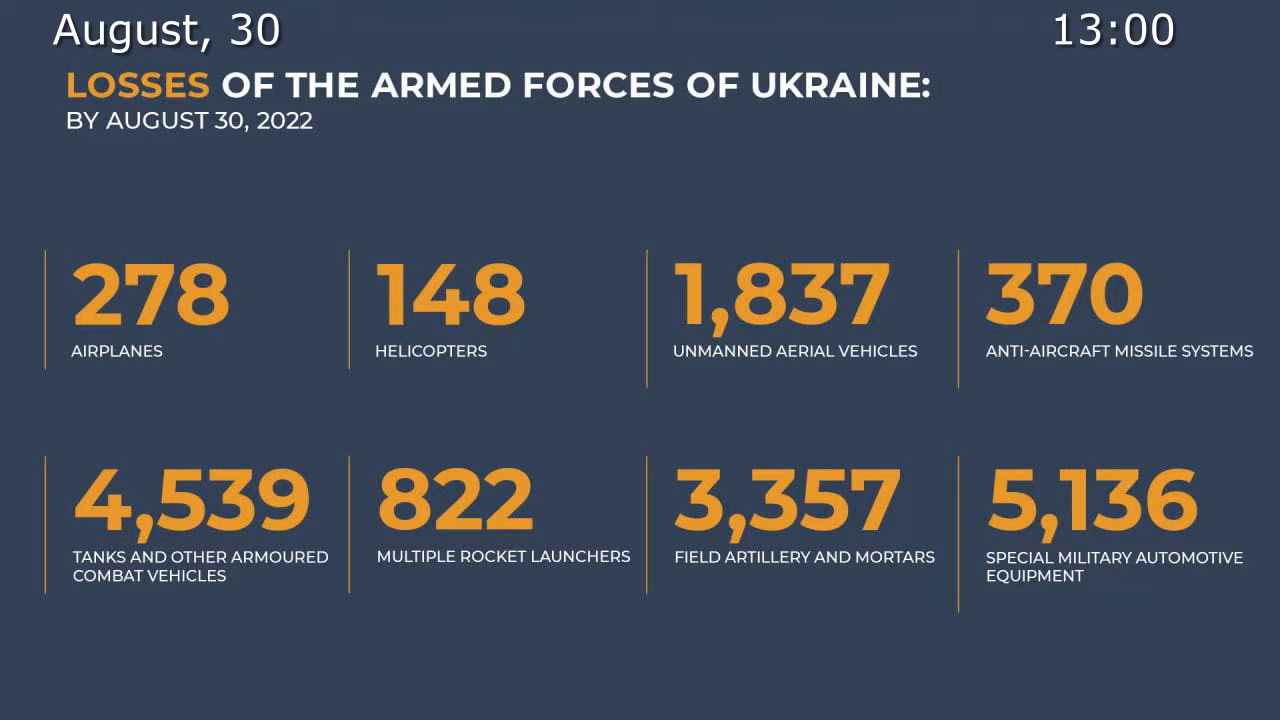 August, 30
13:00
LOSSES OF THE ARMED FORCES OF UKRAINE:
BY AUGUST 30, 2022
278
AIRPLANES
148
HELICOPTERS
1,837
UNMANNED AERIAL VEHICLES
370
ANTI-AIRCRAFT MISSILE SYSTEMS
4,539
TANKS AND OTHER ARMOURED
COMBAT VEHICLES
822
MULTIPLE ROCKET LAUNCHERS
3,357
FIELD ARTILLERY AND MORTARS
5,136
SPECIAL MILITARY AUTOMOTIVE
EQUIPMENT